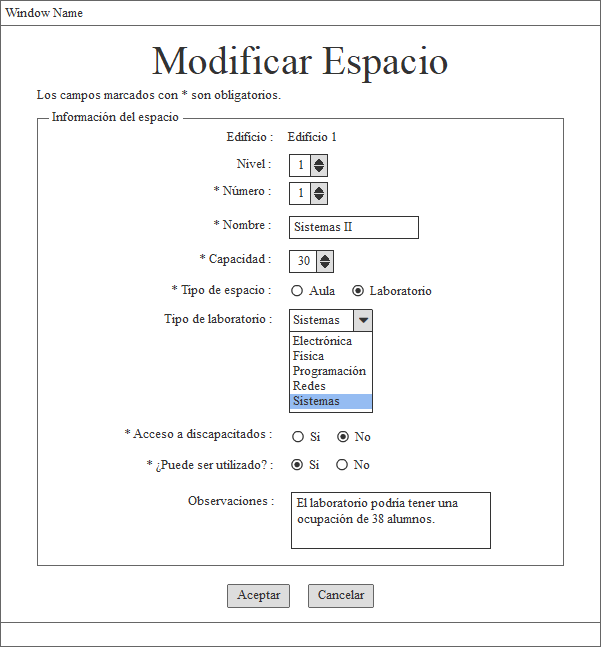 Window Name
Modificar Espacio
Los campos marcados con * son obligatorios.
Información del espacio
Edificio : Edificio 1
Nivel : 1
* Número : 1
* Nombre : Sistemas II
* Capacidad : 30
* Tipo de espacio : Aula Laboratorio
Tipo de laboratorio : Sistemas
Electrónica
Física
Programación
Redes
Sistemas
* Acceso a discapacitados : Si No
* ¿Puede ser utilizado? : Si No
Observaciones : El laboratorio podría tener una
ocupación de 38 alumnos.
Aceptar Cancelar